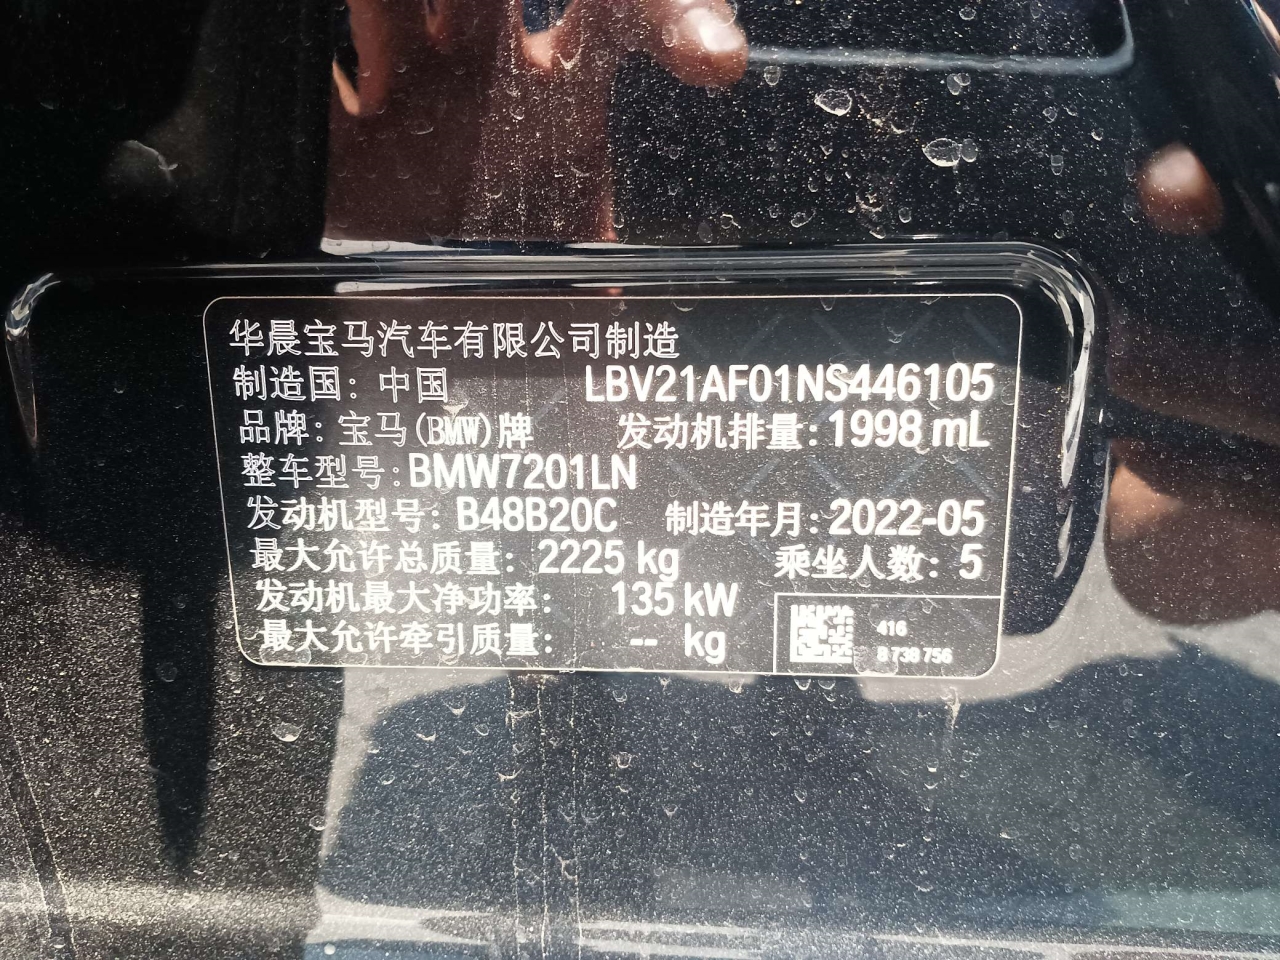 华晨宝马汽车有限公司制造
制造国: 中国 LBV21AF01NS446105
品牌: 宝马(BMW)牌 发动机排量: 1998 mL
整车型号: BMW7201LN
发动机型号: B48B20C 制造年月: 2022-05
最大允许总质量: 2225 kg 乘坐人数: 5
发动机最大净功率: 135 kW
最大允许牵引质量: -- kg
416
8 738 756